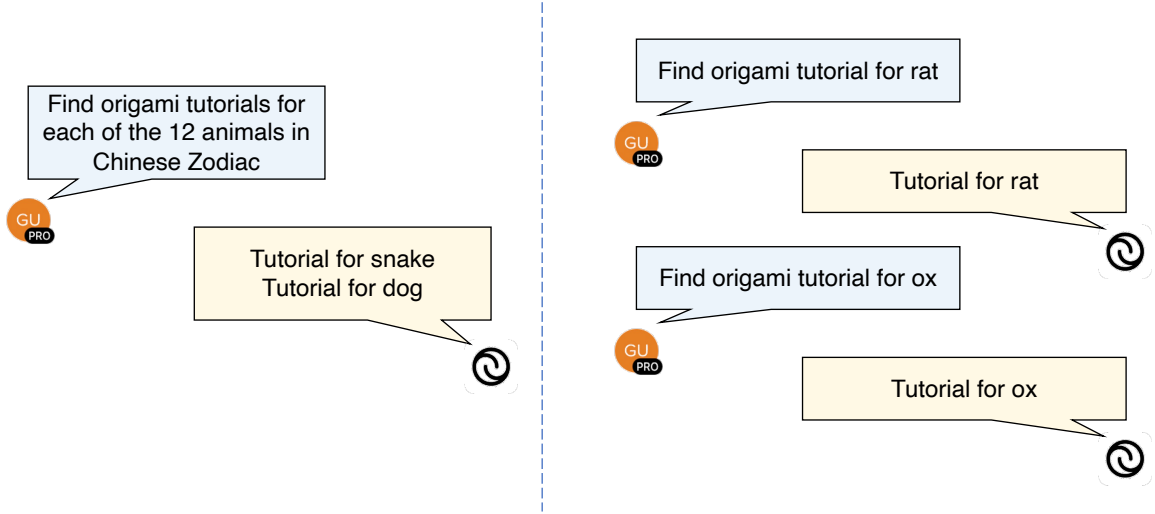 Find origami tutorials for
each of the 12 animals in
Chinese Zodiac
GU
PRO
Tutorial for snake
Tutorial for dog
Find origami tutorial for rat
GU
PRO
Tutorial for rat
Find origami tutorial for ox
GU
PRO
Tutorial for ox